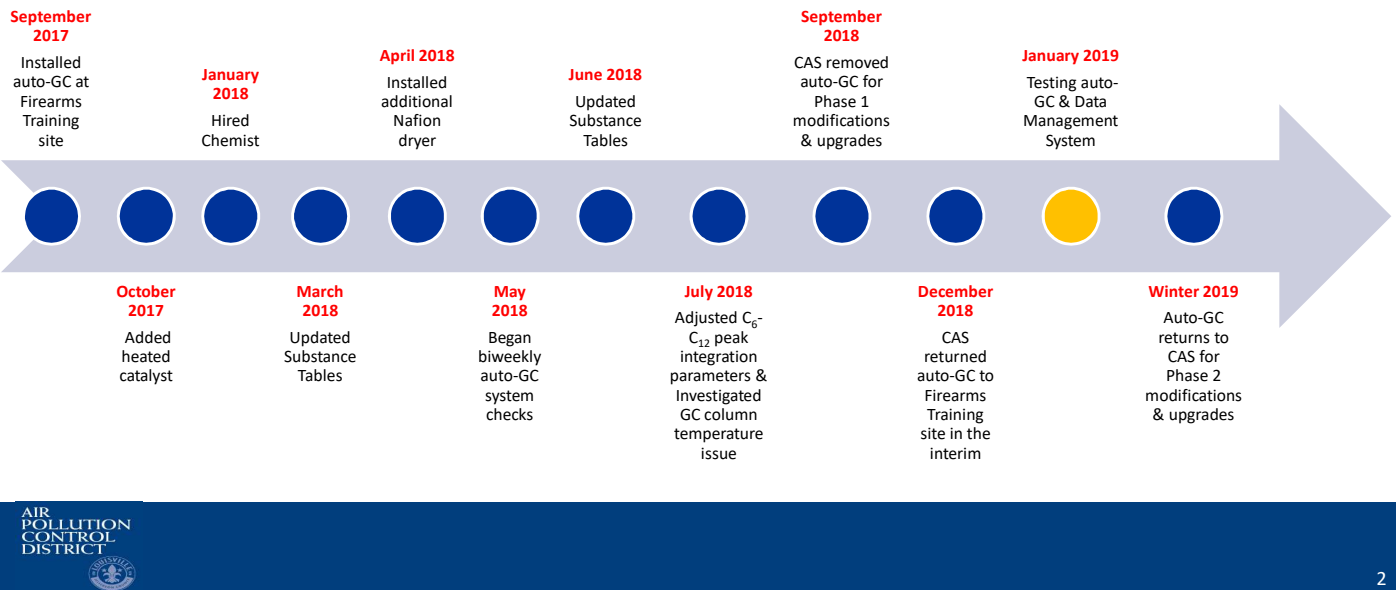 September
2017
Installed
auto-GC at
Firearms
Training
site
October
2017
Added
heated
catalyst
January
2018
Hired
Chemist
March
2018
Updated
Substance
Tables
April 2018
Installed
additional
Nafion
dryer
May
2018
Began
biweekly
auto-GC
system
checks
June 2018
Updated
Substance
Tables
July 2018
Adjusted C6-
C12 peak
integration
parameters &
Investigated
GC column
temperature
issue
September
2018
CAS removed
auto-GC for
Phase 1
modifications
& upgrades
December
2018
CAS
returned
auto-GC to
Firearms
Training
site in the
interim
January 2019
Testing auto-
GC & Data
Management
System
Winter 2019
Auto-GC
returns to
CAS for
Phase 2
modifications
& upgrades
AIR
POLLUTION
CONTROL
DISTRICT
LOUISVILLE
2